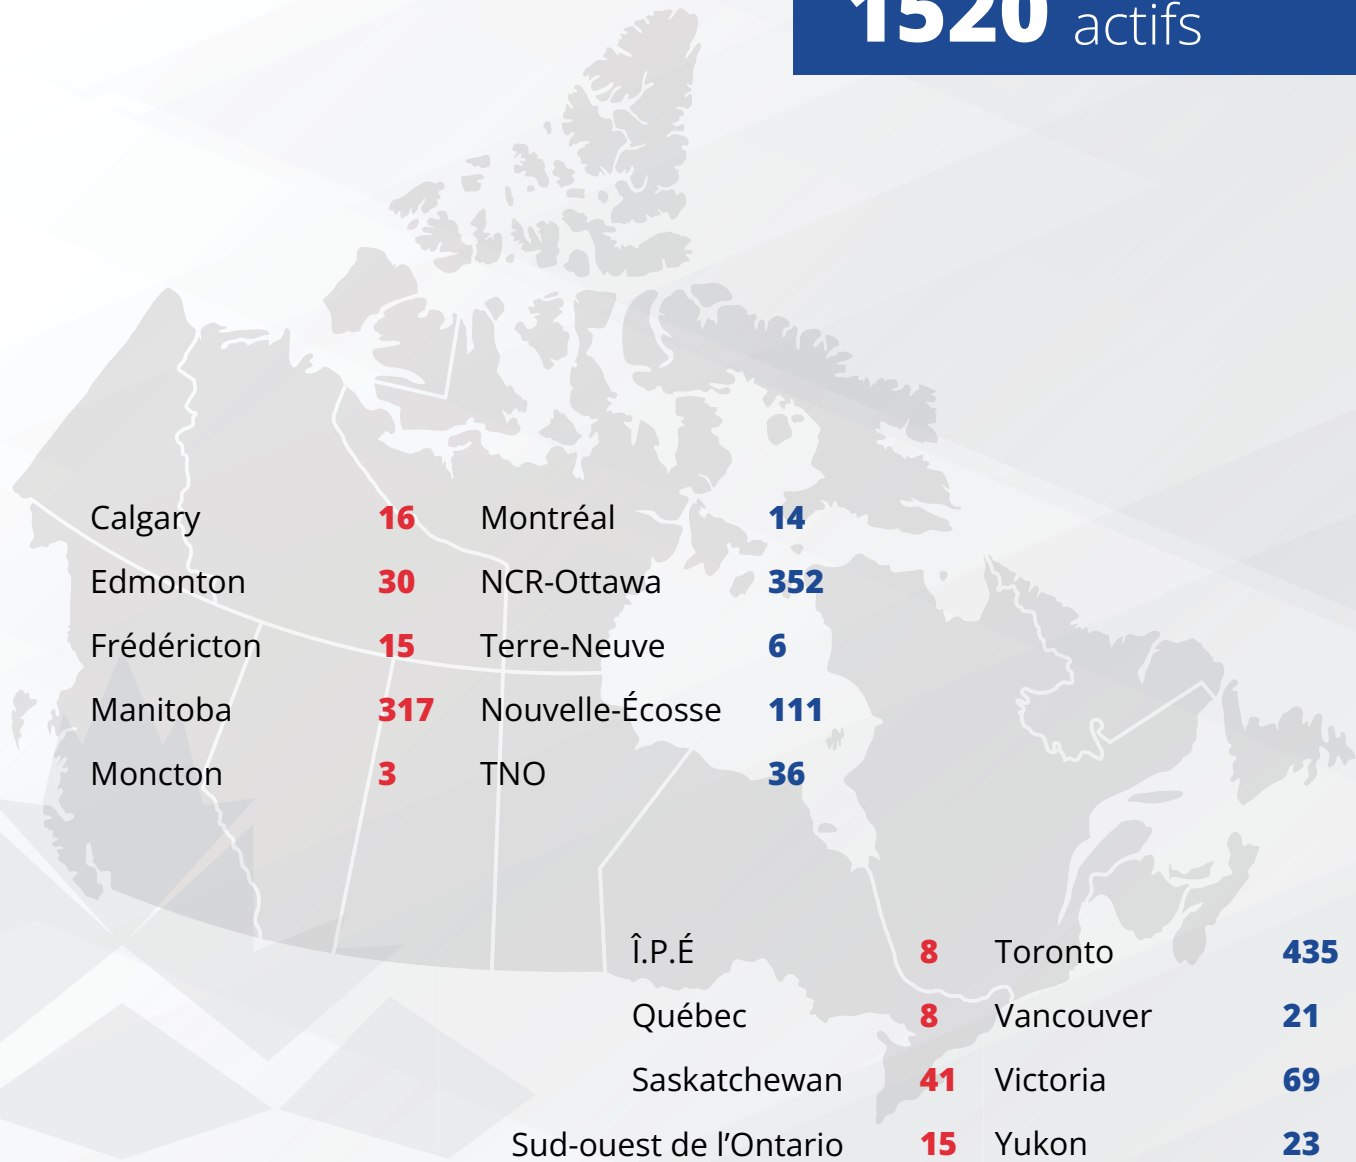 1520 actifs
Calgary 16 Montréal 14
Edmonton 30 NCR-Ottawa 352
Frédéricton 15 Terre-Neuve 6
Manitoba 317 Nouvelle-Écosse 111
Moncton 3 TNO 36
Î.P.É 8 Toronto 435
Québec 8 Vancouver 21
Saskatchewan 41 Victoria 69
Sud-ouest de l’Ontario 15 Yukon 23